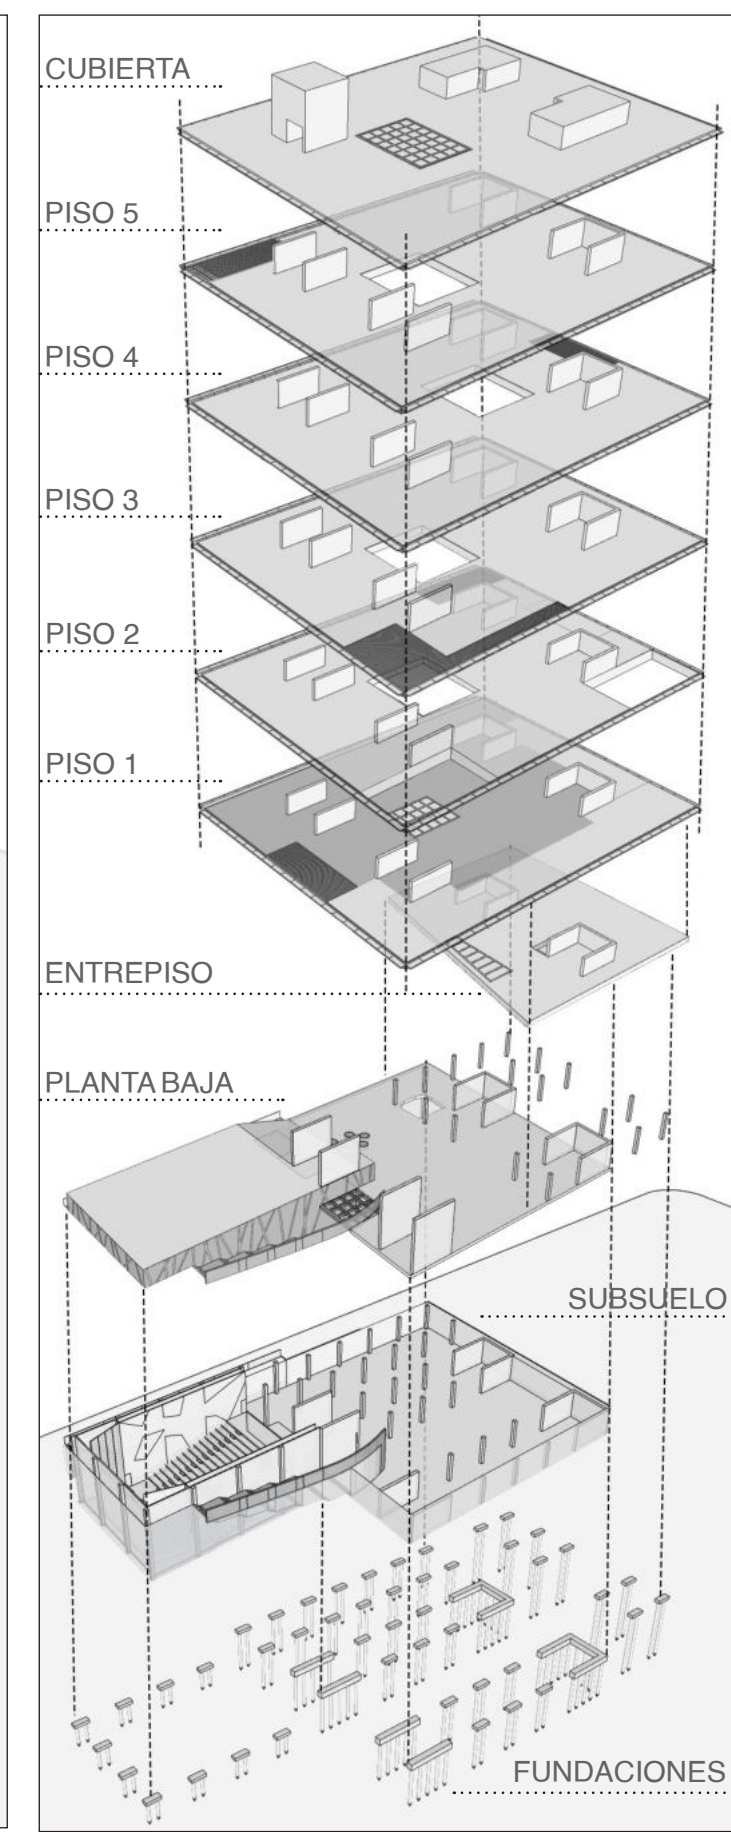 CUBIERTA
PISO 5
PISO 4
PISO 3
PISO 2
PISO 1
ENTREPISO
PLANTA BAJA
SUBSUELO
FUNDACIONES